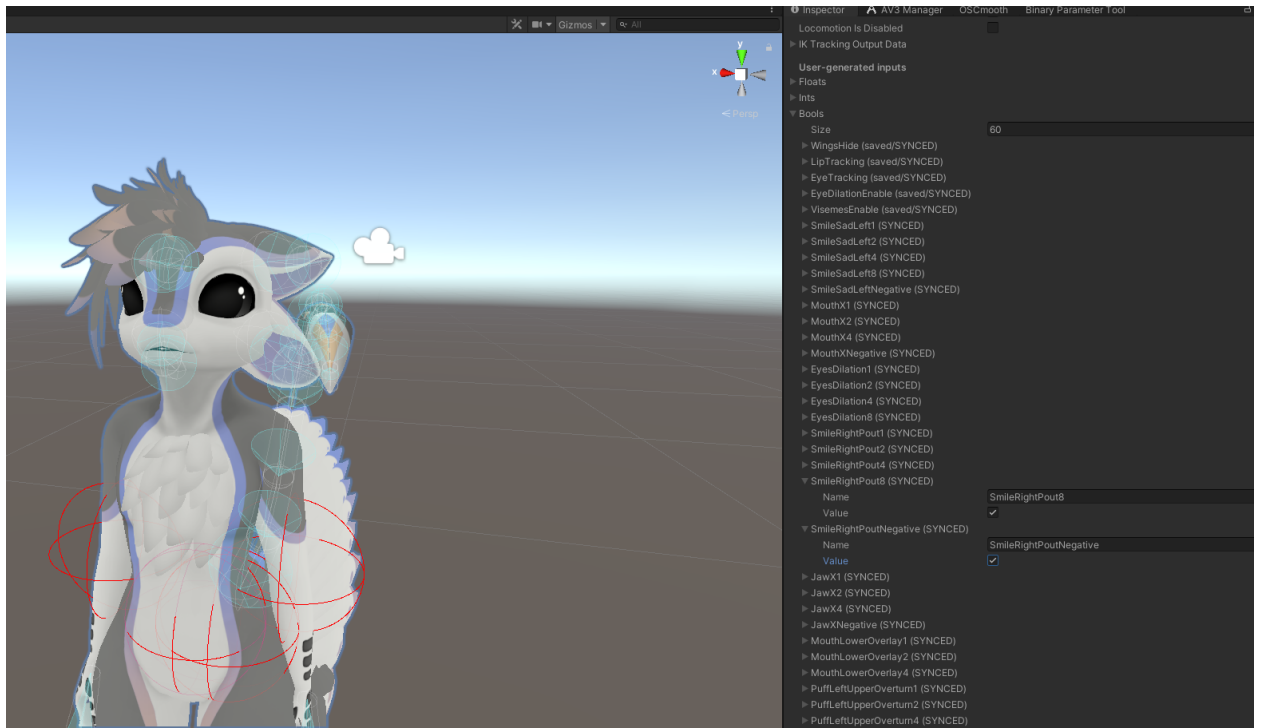 Inspector AV3 Manager OSCmooth Binary Parameter Tool
Gizmos All
Locomotion Is Disabled
IK Tracking Output Data
User-generated inputs
Floats
Ints
Bools
Size 60
WingsHide (saved/SYNCED)
LipTracking (saved/SYNCED)
EyeTracking (saved/SYNCED)
EyeDilationEnable (saved/SYNCED)
VisemesEnable (saved/SYNCED)
SmileSadLeft1 (SYNCED)
SmileSadLeft2 (SYNCED)
SmileSadLeft4 (SYNCED)
SmileSadLeft8 (SYNCED)
SmileSadLeftNegative (SYNCED)
MouthX1 (SYNCED)
MouthX2 (SYNCED)
MouthX4 (SYNCED)
MouthXNegative (SYNCED)
EyesDilation1 (SYNCED)
EyesDilation2 (SYNCED)
EyesDilation4 (SYNCED)
EyesDilation8 (SYNCED)
SmileRightPout1 (SYNCED)
SmileRightPout2 (SYNCED)
SmileRightPout4 (SYNCED)
SmileRightPout8 (SYNCED)
Name SmileRightPout8
Value
SmileRightPoutNegative (SYNCED)
Name SmileRightPoutNegative
Value
JawX1 (SYNCED)
JawX2 (SYNCED)
JawX4 (SYNCED)
JawXNegative (SYNCED)
MouthLowerOverlay1 (SYNCED)
MouthLowerOverlay2 (SYNCED)
MouthLowerOverlay4 (SYNCED)
PuffLeftUpperOverturn1 (SYNCED)
PuffLeftUpperOverturn2 (SYNCED)
PuffLeftUpperOverturn4 (SYNCED)
y
x
Persp